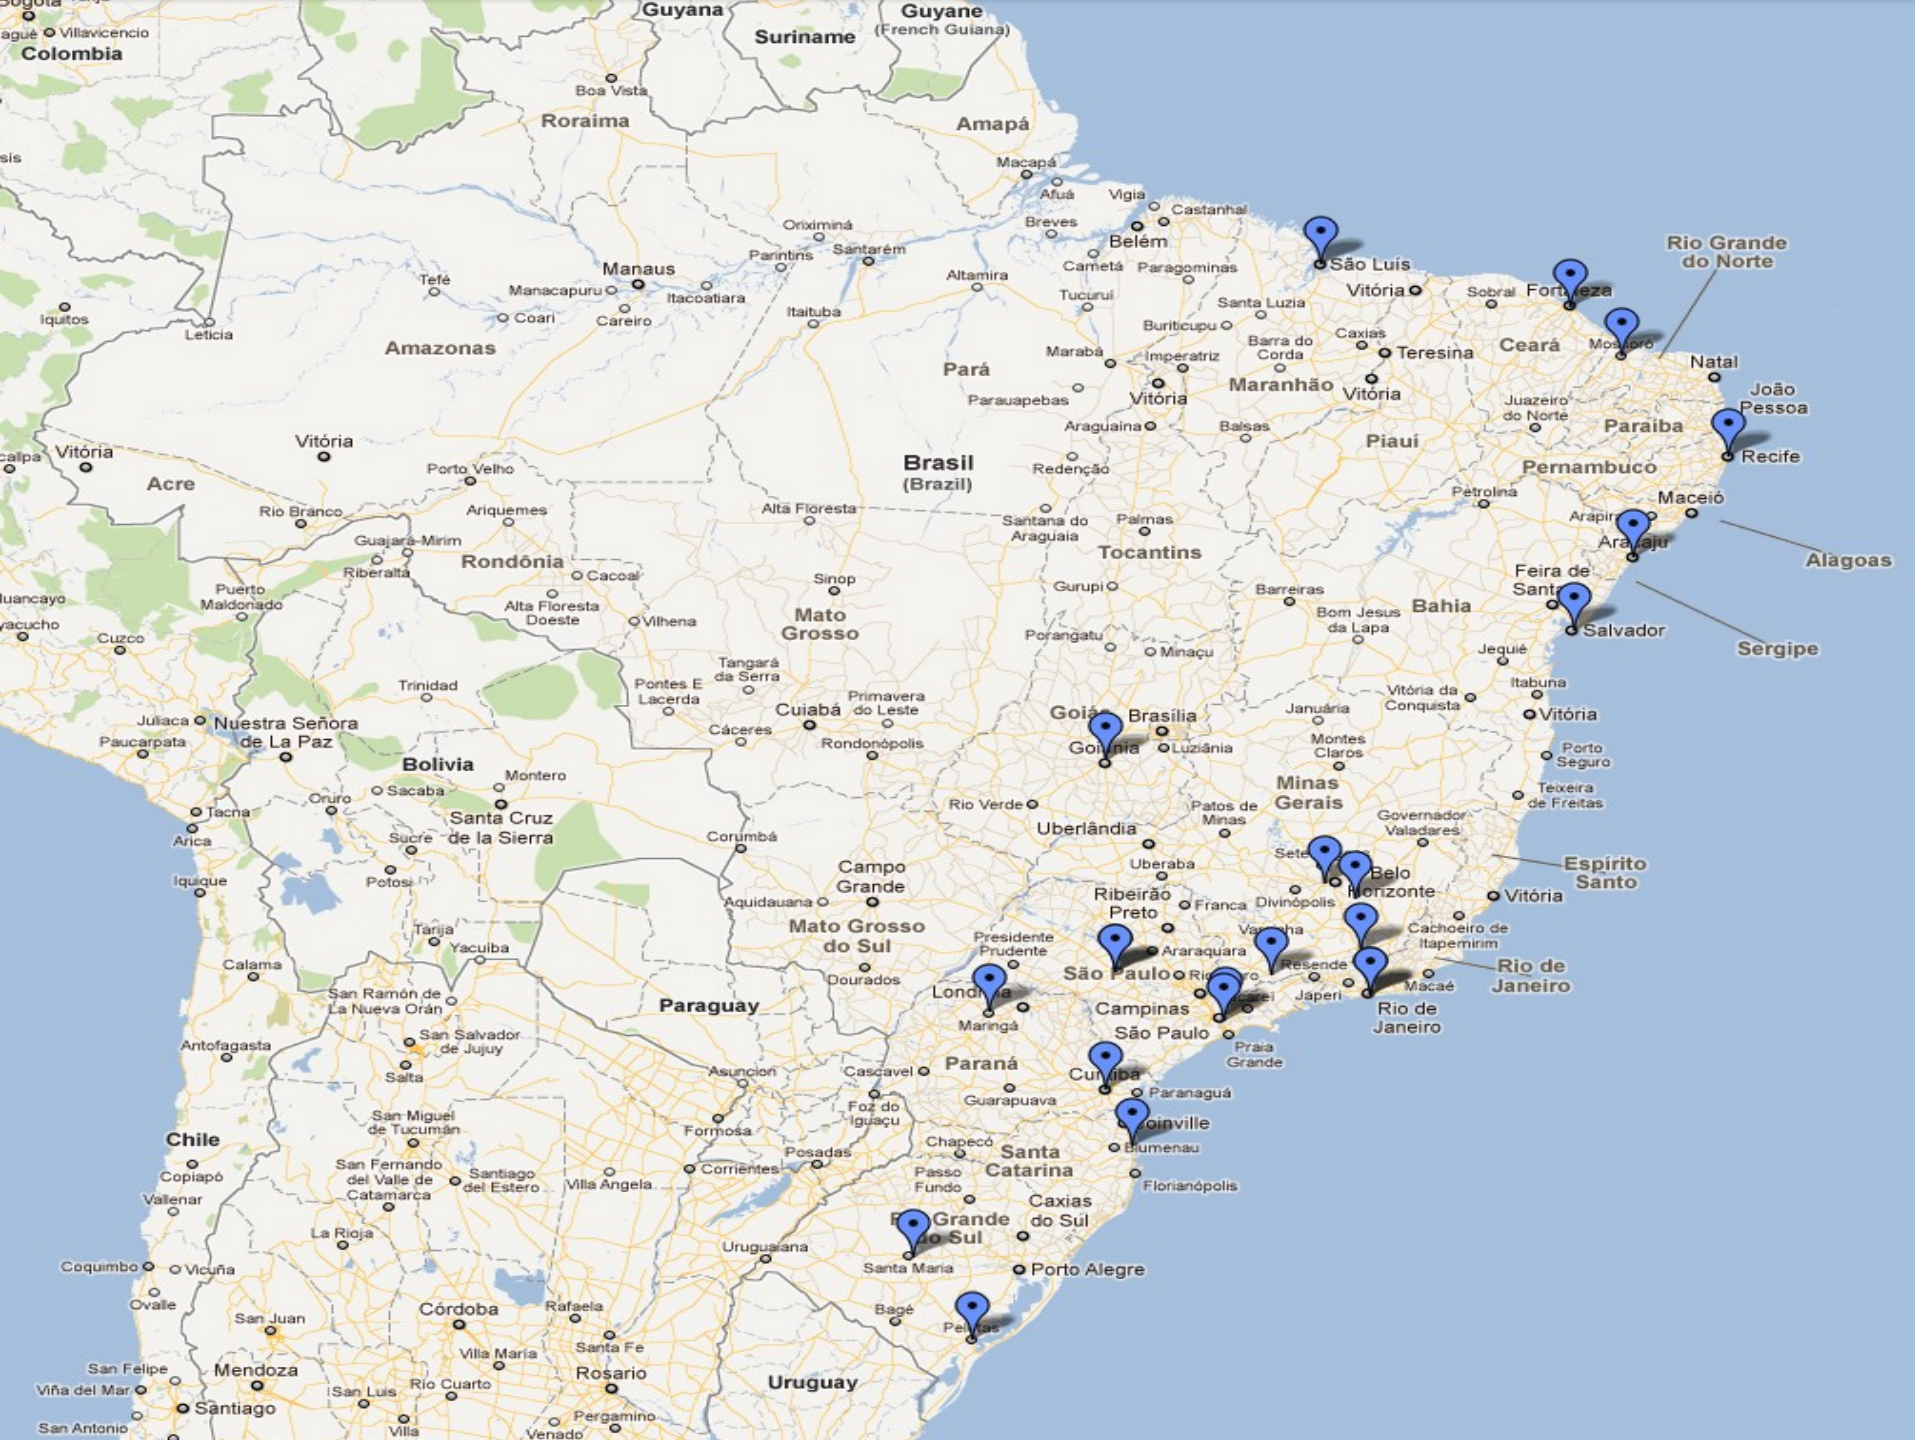 Bogotá
aqué
Villavicencio
Colombia
Guyana
Suriname
Guyane
(French Guiana)
Boa Vista
Roraima
Amapá
Macapá
Afuá
Vigia
Castanhal
Breves
Belém
Oriximiná
Parintins
Santarém
Cametá
Paragominas
São Luís
Rio Grande
do Norte
Tefé
Manaus
Manacapuru
Itacoatiara
Altamira
Tucuruí
Santa Luzia
Vitória
Sobral
Coari
Careiro
Itaituba
Buriticupu
Iquitos
Leticia
Amazonas
Pará
Marabá
Imperatriz
Barra do
Corda
Caxias
Teresina
Ceará
Natal
Maranhão
Parauapebas
Vitória
Vitória
Juazeiro
do Norte
João
Pessoa
Araguaína
Balsas
Piauí
Paraíba
Vitória
Vitória
Porto Velho
Brasil
(Brazil)
Redenção
Pernambuco
Recife
Acre
Rio Branco
Ariquemes
Alta Floresta
Santana do
Araguaia
Palmas
Petrolina
Maceió
Guajará-Mirim
Riberalta
Rondônia
Cacoal
Tocantins
Alagoas
Puerto
Maldonado
Alta Floresta
Doeste
Vilhena
Sinop
Mato
Grosso
Gurupi
Barreiras
Bom Jesus
da Lapa
Bahia
Feira de
Salvador
Sergipe
Cuzco
Porangatu
Minaçu
Jequié
Trinidad
Tangará
da Serra
Pontes E
Lacerda
Primavera
do Leste
Vitória da
Conquista
Itabuna
Vitória
Juliaca
Nuestra Señora
de La Paz
Paucarpata
Cuiabá
Cáceres
Rondonópolis
Brasília
Luziânia
Januária
Montes
Claros
Porto
Seguro
Bolivia
Montero
Sacaba
Santa Cruz
de la Sierra
Oruro
Tacna
Arica
Sucre
Potosí
Iquique
Rio Verde
Uberlândia
Patos de
Minas
Minas
Gerais
Governador
Valadares
Teixeira
de Freitas
Corumbá
Campo
Grande
Aquidauana
Uberaba
Belo
Horizonte
Espírito
Santo
Vitória
Ribeirão
Preto
Franca
Divinópolis
Mato Grosso
do Sul
Tarija
Yacuiba
Dourados
Presidente
Prudente
Araraquara
São Paulo
Cachoeiro de
Itapemirim
Resende
Rio de
Janeiro
Calama
San Ramón de
La Nueva Orán
Paraguay
Maringá
Campinas
São Paulo
Japeri
Macaé
Rio de
Janeiro
Praia
Grande
Antofagasta
San Salvador
de Jujuy
Salta
Asuncion
Cascavel
Paraná
Guarapuava
Paranaguá
Foz do
Iguaçu
Chile
Copiapó
Vallenar
San Miguel
de Tucumán
Formosa
Corrientes
Posadas
Chapecó
Santa
Catarina
Blumenau
Florianópolis
San Fernando
del Valle de
Catamarca
Santiago
del Estero
Villa Angela
Passo
Fundo
Caxias
do Sul
La Rioja
Uruguaiana
Santa Maria
Porto Alegre
Coquimbo
Vicuña
Ovalle
San Juan
Córdoba
Rafaela
Santa Fe
Bagé
Villa María
San Felipe
Viña del Mar
Mendoza
San Luis
Río Cuarto
Rosario
Uruguay
Santiago
San Antonio
Villa
Venado
Pergamino